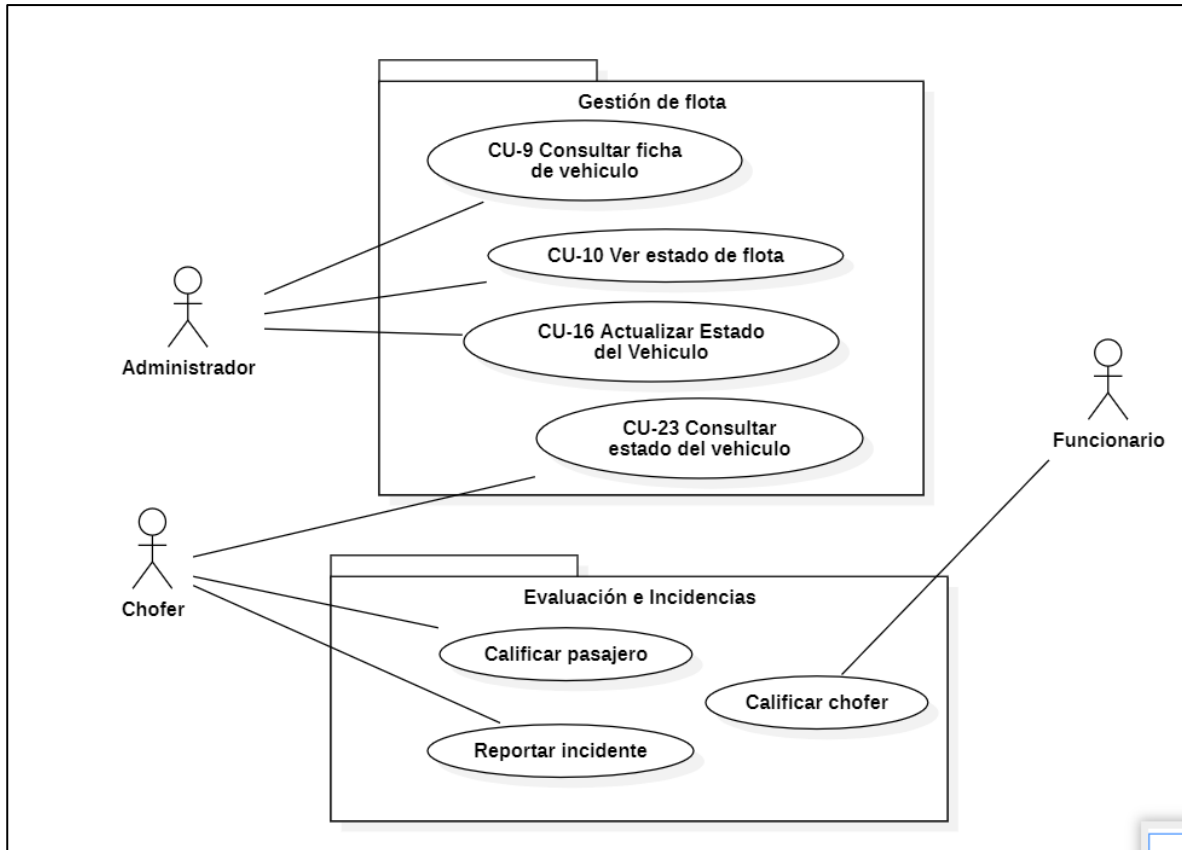 Gestión de flota
CU-9 Consultar ficha
de vehiculo
CU-10 Ver estado de flota
CU-16 Actualizar Estado
del Vehiculo
CU-23 Consultar
estado del vehiculo
Administrador
Funcionario
Chofer
Evaluación e Incidencias
Calificar pasajero
Calificar chofer
Reportar incidente